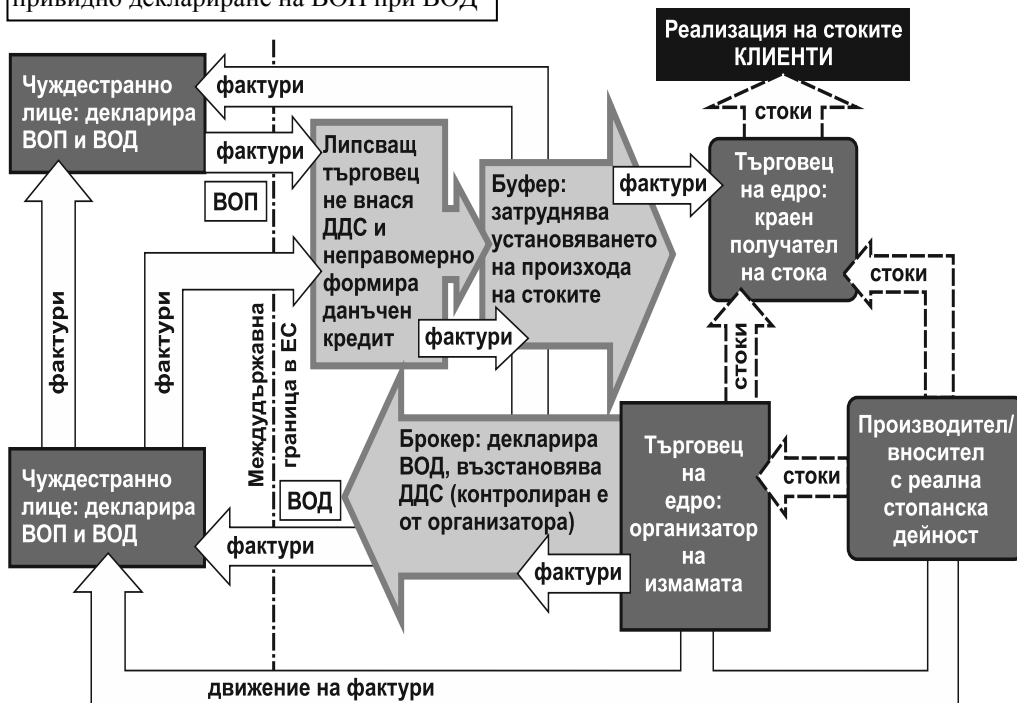 привидно деклариране на ВОП при ВОД
Реализация на стоките
КЛИЕНТИ
Чуждестранно
лице: декларира
ВОП и ВОД
фактури
фактури
ВОП
Липсващ
търговец
не внася
ДДС и
неправомерно
формира
данъчен
кредит
фактури
Буфер:
затруднява
установяването
на произхода
на стоките
фактури
стоки
Търговец
на едро:
краен
получател
на стока
стоки
стоки
фактури
фактури
Междудържавна
граница в ЕС
Чуждестранно
лице: декларира
ВОП и ВОД
ВОД
фактури
Брокер: декларира
ВОД, възстановява
ДДС (контролиран е
от организатора)
фактури
Търговец
на
едро:
организатор
на
измамата
стоки
Производител/
вносител
с реална
стопанска
дейност
движение на фактури